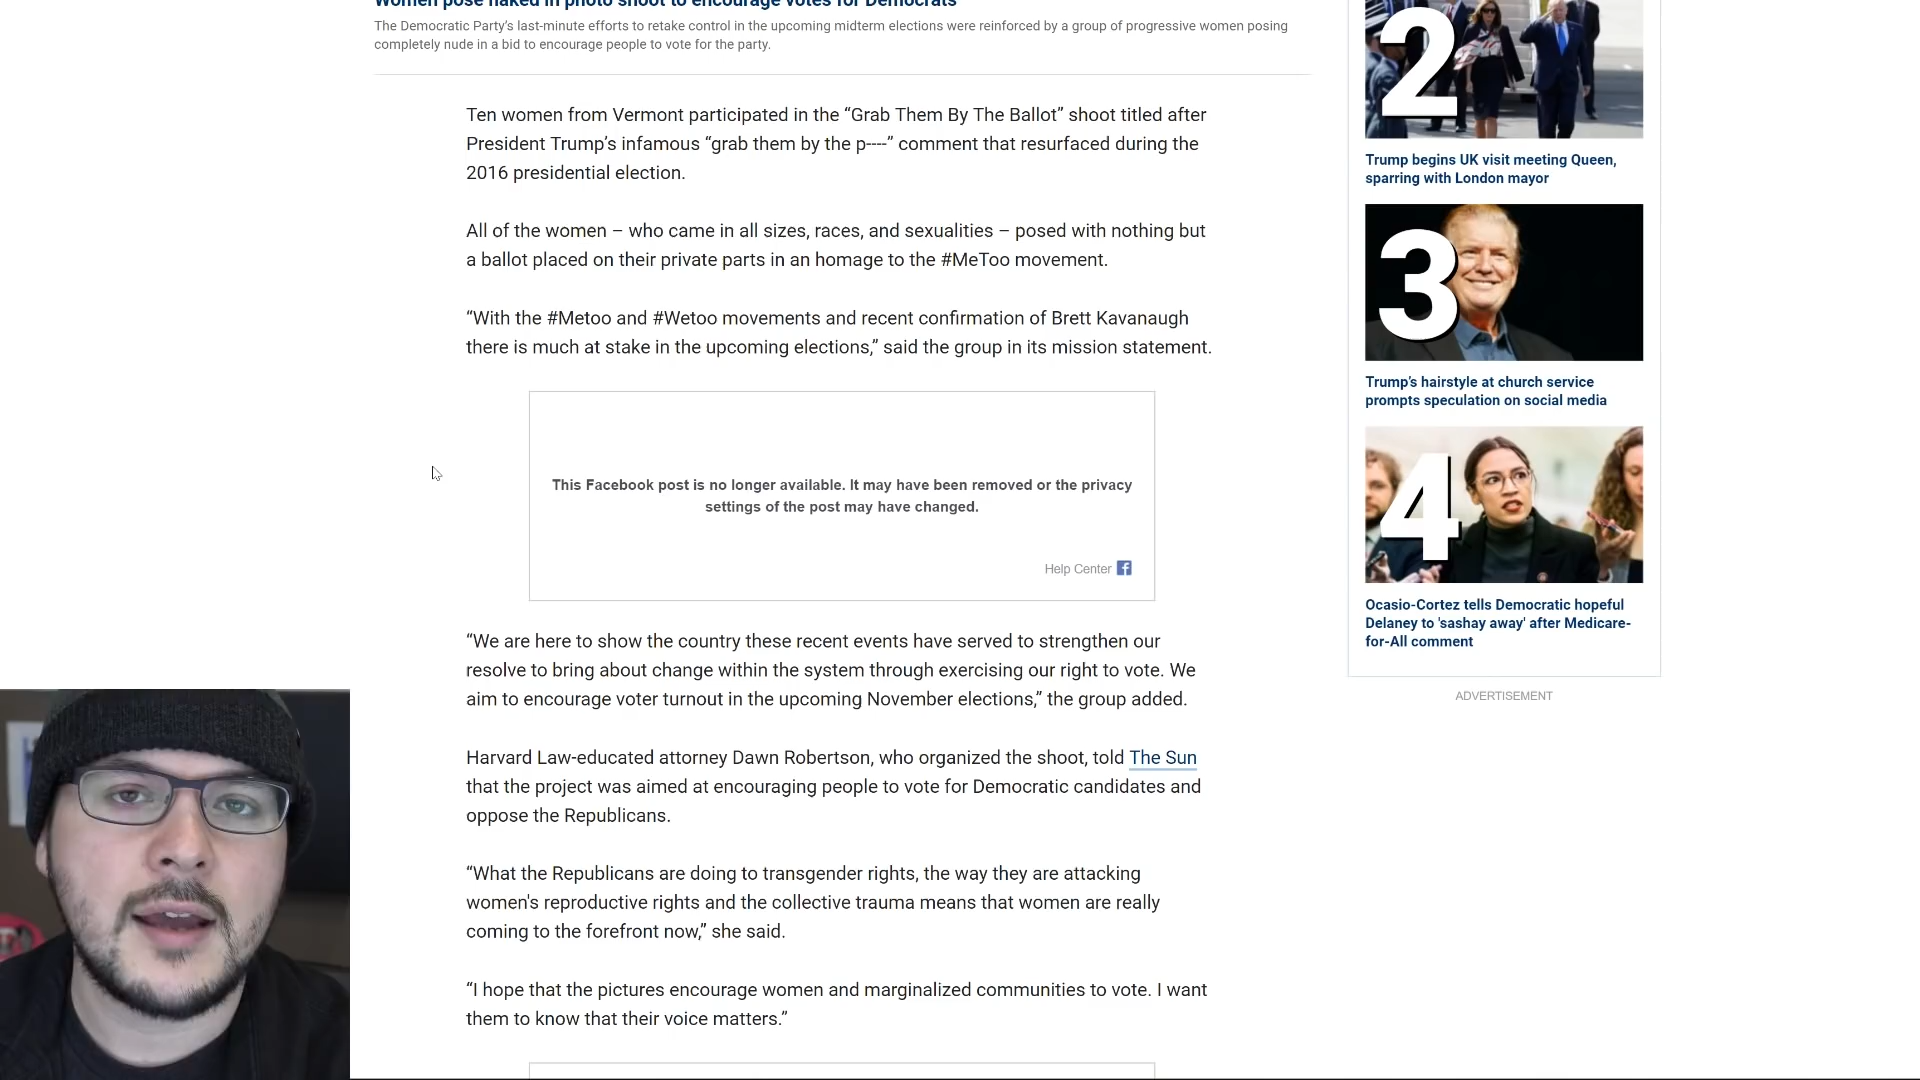 Women pose naked in photo shoot to encourage votes for Democrats
The Democratic Party’s last-minute efforts to retake control in the upcoming midterm elections were reinforced by a group of progressive women posing
completely nude in a bid to encourage people to vote for the party.
Ten women from Vermont participated in the “Grab Them By The Ballot” shoot titled after
President Trump’s infamous “grab them by the p----” comment that resurfaced during the
2016 presidential election.
All of the women – who came in all sizes, races, and sexualities – posed with nothing but
a ballot placed on their private parts in an homage to the #MeToo movement.
“With the #Metoo and #Wetoo movements and recent confirmation of Brett Kavanaugh
there is much at stake in the upcoming elections,” said the group in its mission statement.
This Facebook post is no longer available. It may have been removed or the privacy
settings of the post may have changed.
Help Center
“We are here to show the country these recent events have served to strengthen our
resolve to bring about change within the system through exercising our right to vote. We
aim to encourage voter turnout in the upcoming November elections,” the group added.
Harvard Law-educated attorney Dawn Robertson, who organized the shoot, told The Sun
that the project was aimed at encouraging people to vote for Democratic candidates and
oppose the Republicans.
“What the Republicans are doing to transgender rights, the way they are attacking
women's reproductive rights and the collective trauma means that women are really
coming to the forefront now,” she said.
“I hope that the pictures encourage women and marginalized communities to vote. I want
them to know that their voice matters.”
2
Trump begins UK visit meeting Queen,
sparring with London mayor
3
Trump’s hairstyle at church service
prompts speculation on social media
4
Ocasio-Cortez tells Democratic hopeful
Delaney to 'sashay away' after Medicare-
for-All comment
ADVERTISEMENT